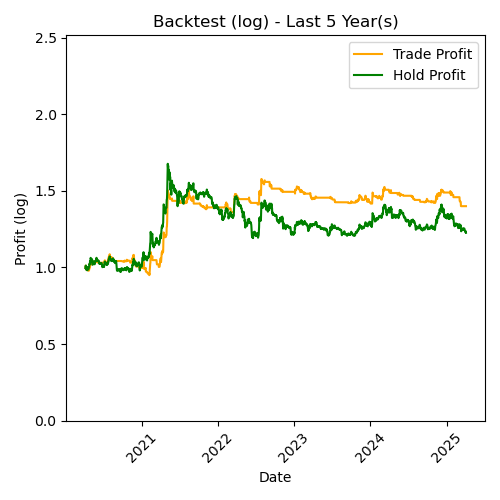 Backtest (log) - Last 5 Year(s)
Trade Profit
Hold Profit
2.5
2.0
1.5
1.0
0.5
0.0
Profit (log)
2021
2022
2023
2024
2025
Date